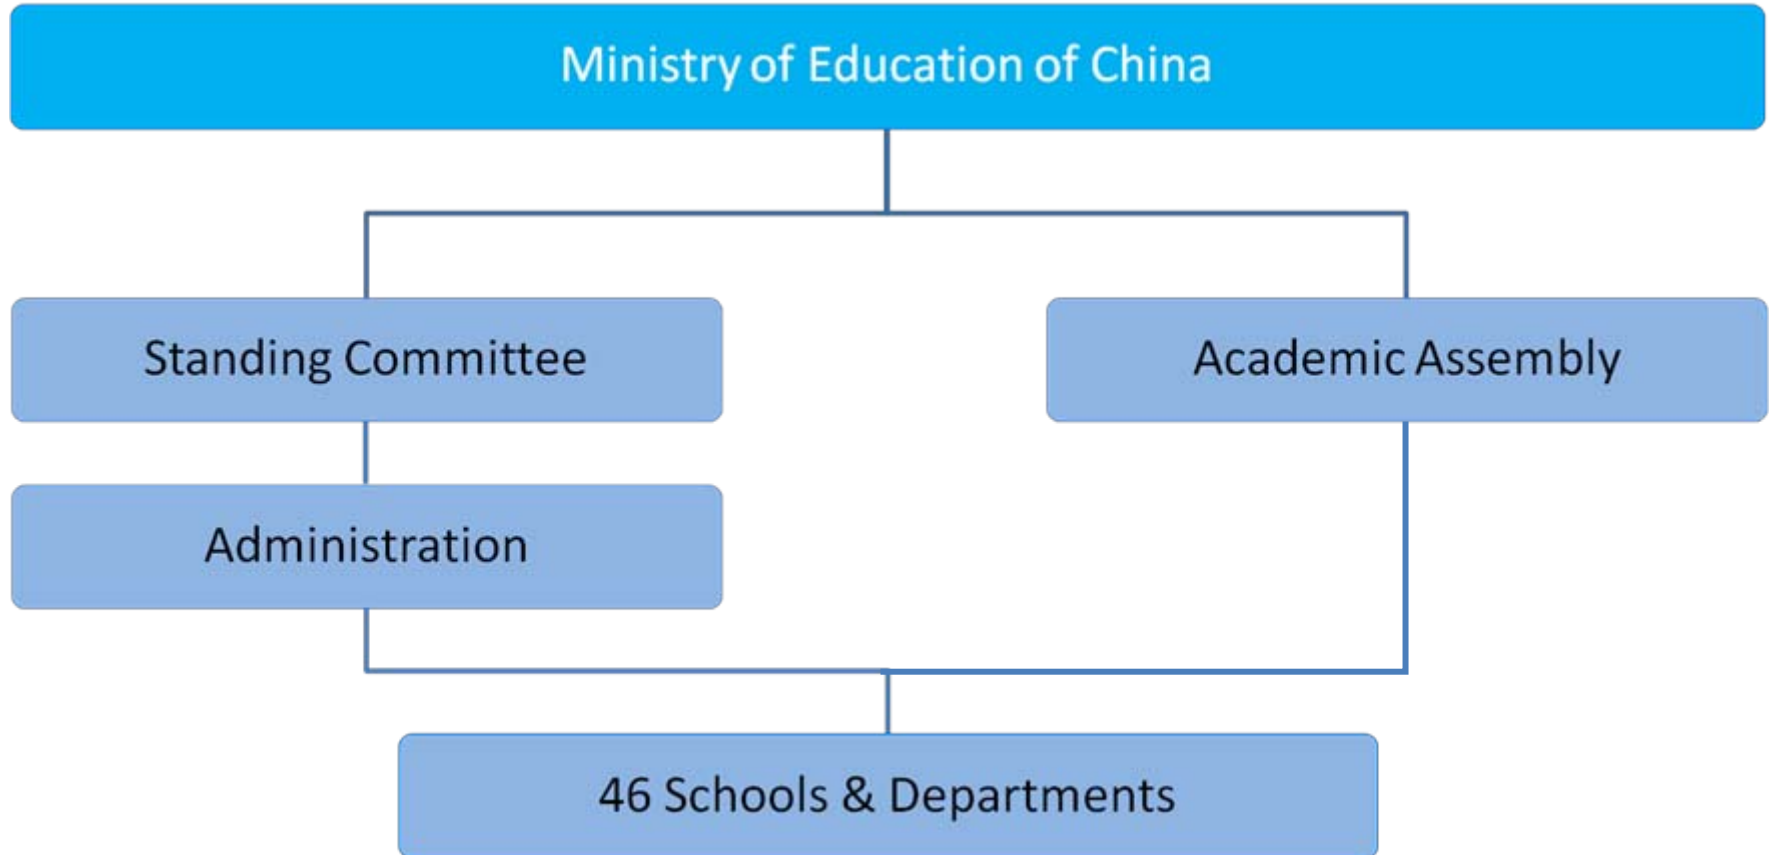 Ministry of Education of China
Standing Committee
Academic Assembly
Administration
46 Schools & Departments